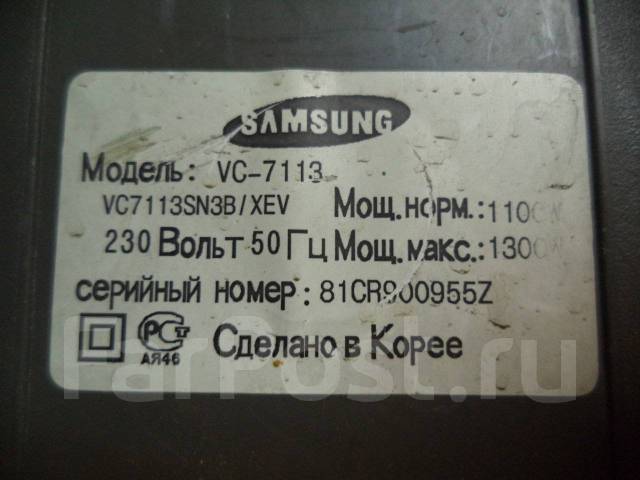 SAMSUNG
Модель: VC-7113
VC7113SN3B/XEV Мощ.норм.:1100W
230 Вольт 50 Гц Мощ.макс.:1300W
серийный номер: 81CR900955Z
РСТ
АЯ46
Сделано в Корее
FarPost.ru